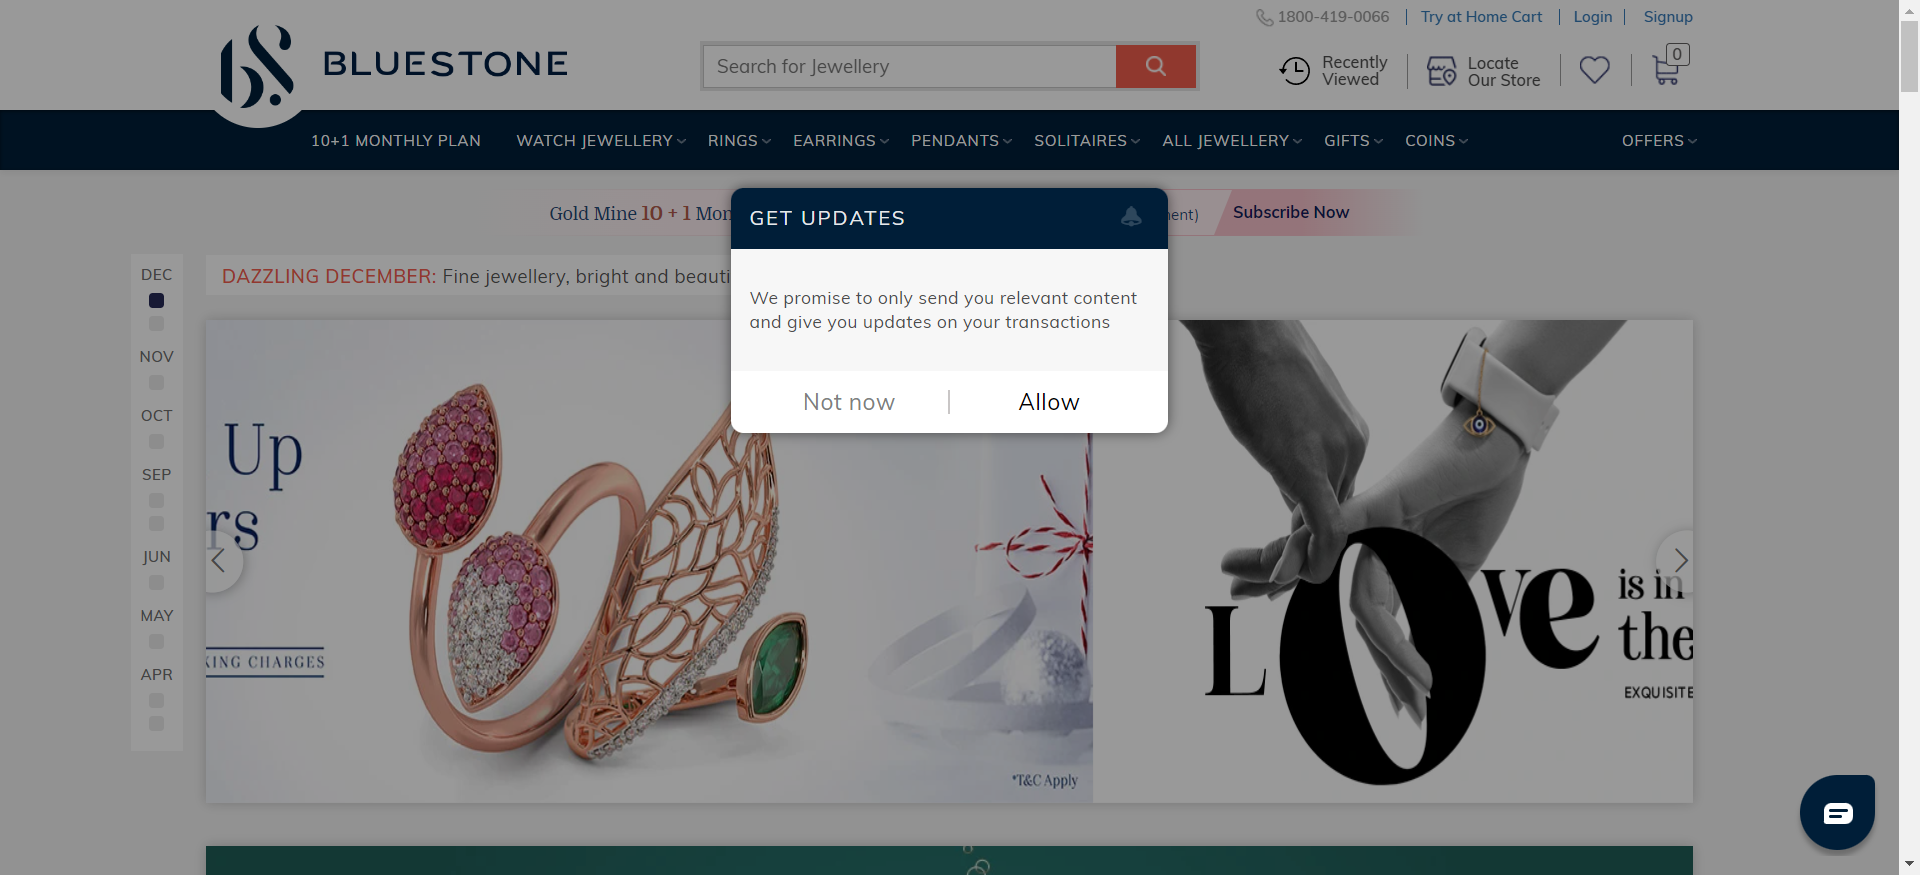 1800-419-0066
Try at Home Cart
Login
Signup
BLUESTONE
Search for Jewellery
Recently
Viewed
Locate
Our Store
0
10+1 MONTHLY PLAN
WATCH JEWELLERY
RINGS
EARRINGS
PENDANTS
SOLITAIRES
ALL JEWELLERY
GIFTS
COINS
OFFERS
Gold Mine 10 + 1 Mon
Subscribe Now
GET UPDATES
We promise to only send you relevant content
and give you updates on your transactions
Not now
Allow
DAZZLING DECEMBER: Fine jewellery, bright and beauti
DEC
NOV
OCT
SEP
JUN
MAY
APR
Up
rs
KING CHARGES
*T&C Apply
LOve
is in
the
EXQUISITE